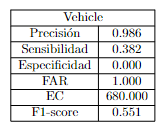 Vehicle
Precisión 0.986
Sensibilidad 0.382
Especificidad 0.000
FAR 1.000
EC 680.000
F1-score 0.551